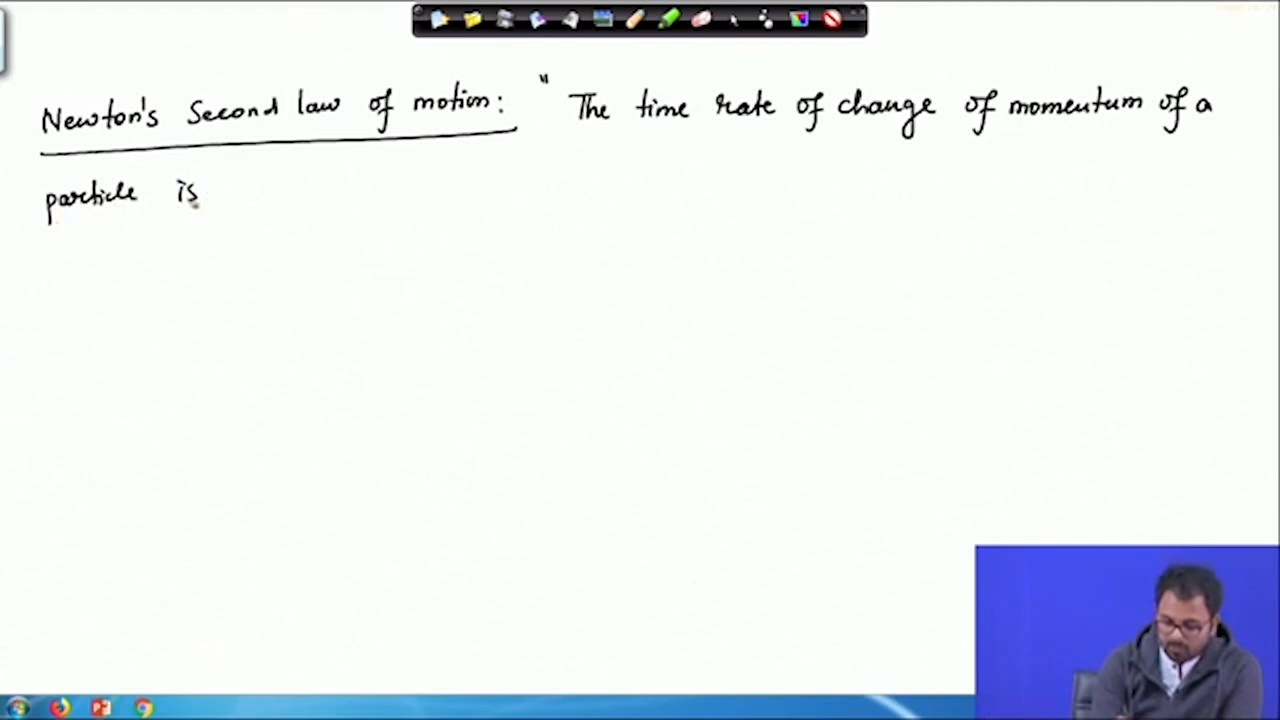 Newton's Second law of motion: " The time rate of change of momentum of a
particle is